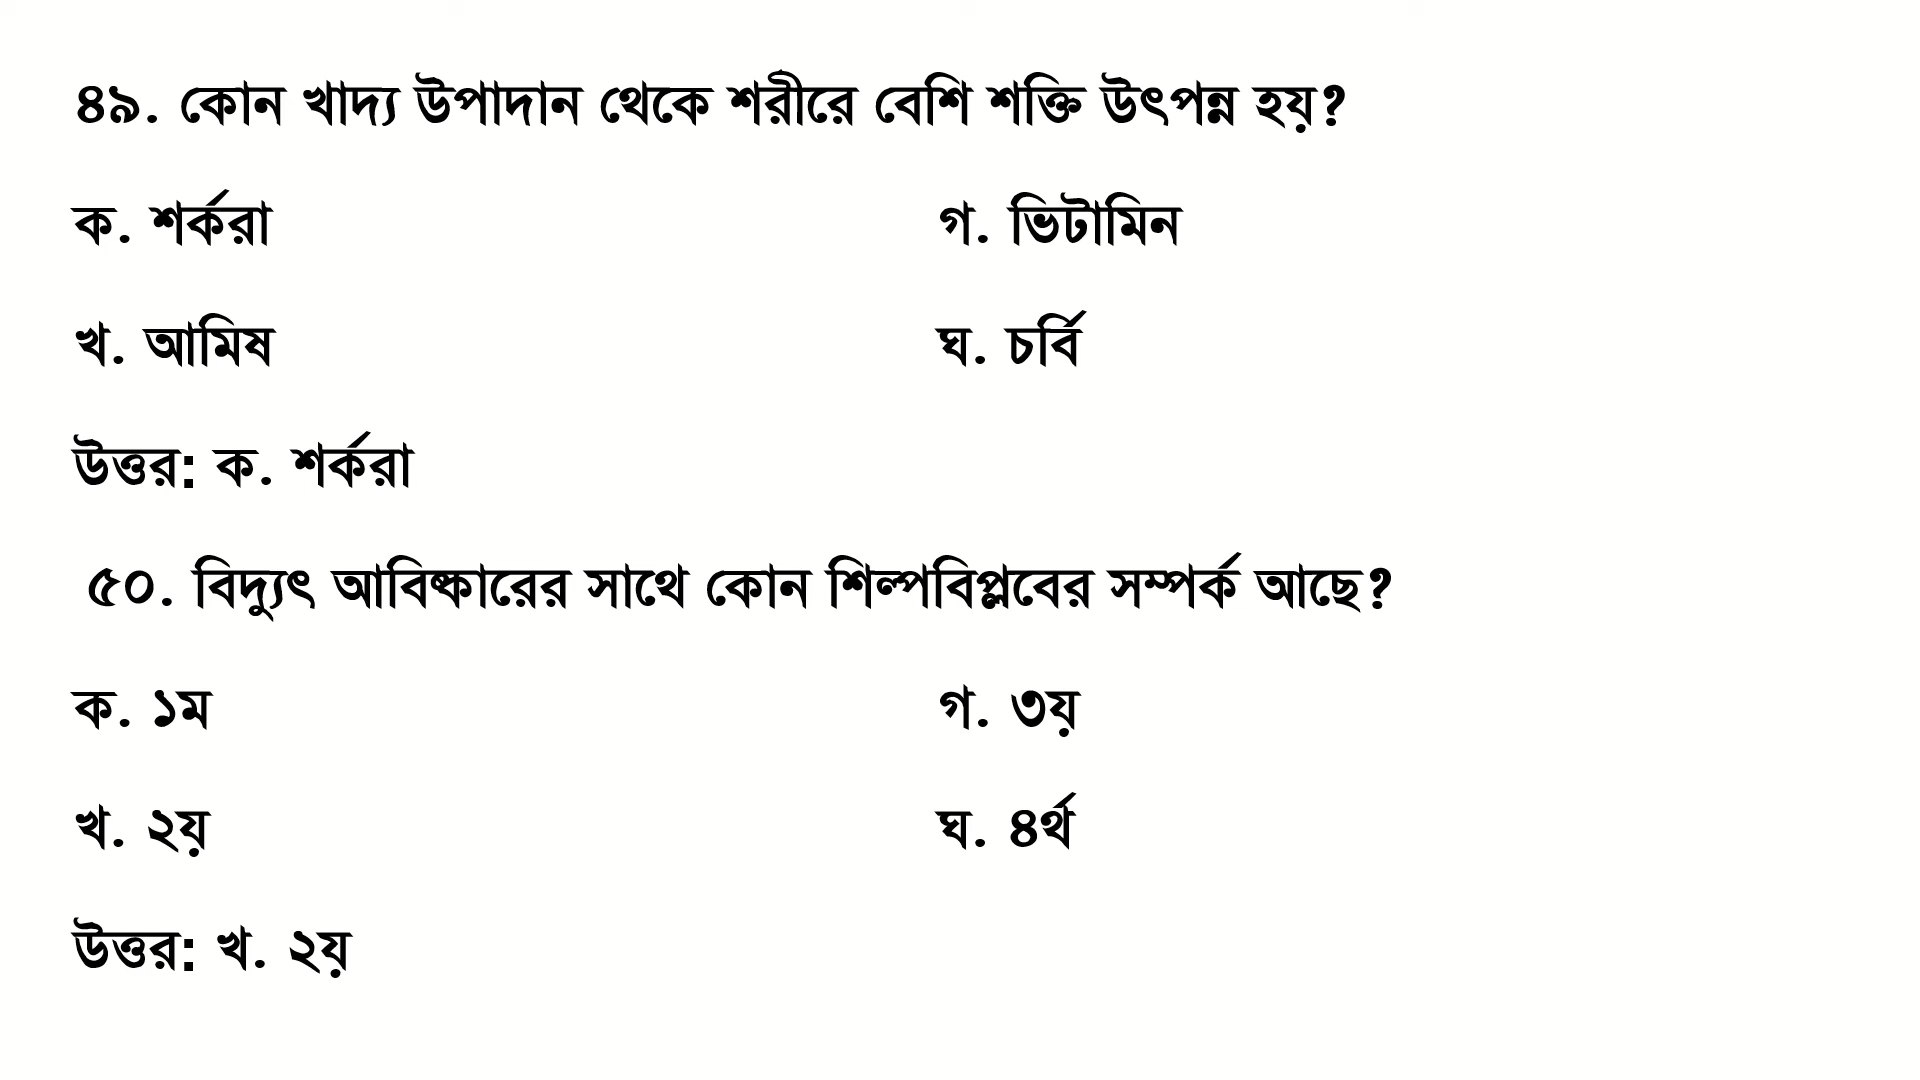 ৪৯. কোন খাদ্য উপাদান থেকে শরীরে বেশি শক্তি উৎপন্ন হয়?
ক. শর্করা গ. ভিটামিন
খ. আমিষ ঘ. চর্বি
উত্তর: ক. শর্করা
৫০. বিদ্যুৎ আবিষ্কারের সাথে কোন শিল্পবিপ্লবের সম্পর্ক আছে?
ক. ১ম গ. ৩য়
খ. ২য় ঘ. ৪র্থ
উত্তর: খ. ২য়